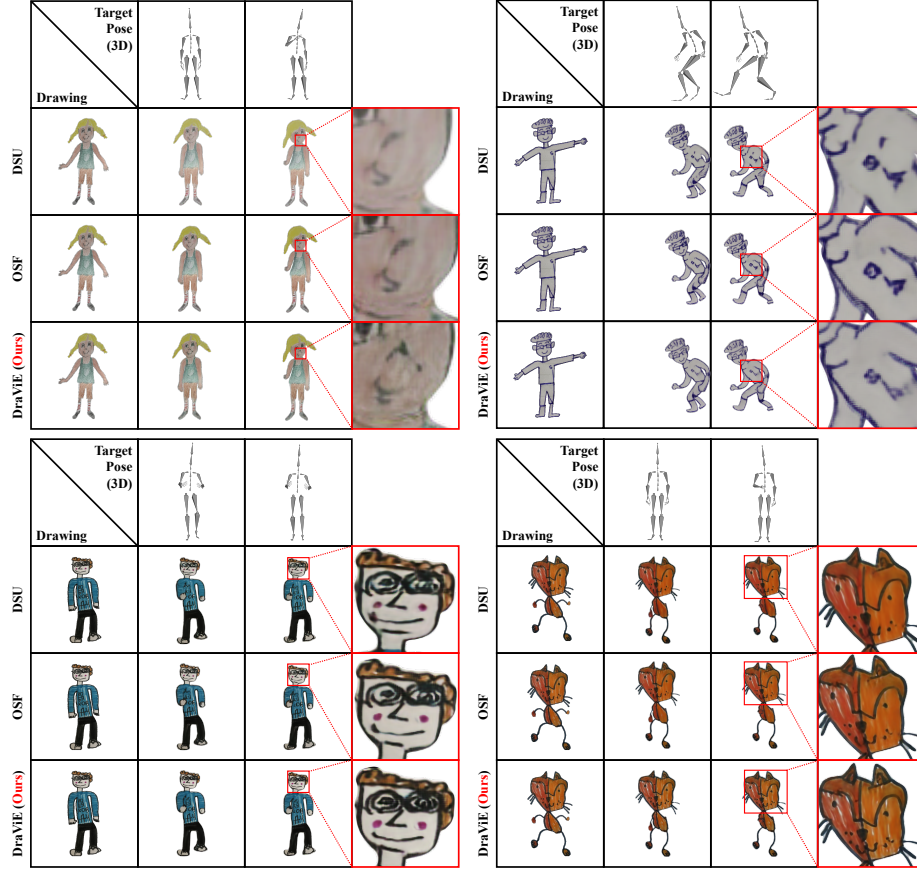 Target
Pose
(3D)
Drawing
DSU
OSF
DraViE (Ours)
Target
Pose
(3D)
Drawing
DSU
OSF
DraViE (Ours)
Target
Pose
(3D)
Drawing
DSU
OSF
DraViE (Ours)
Target
Pose
(3D)
Drawing
DSU
OSF
DraViE (Ours)